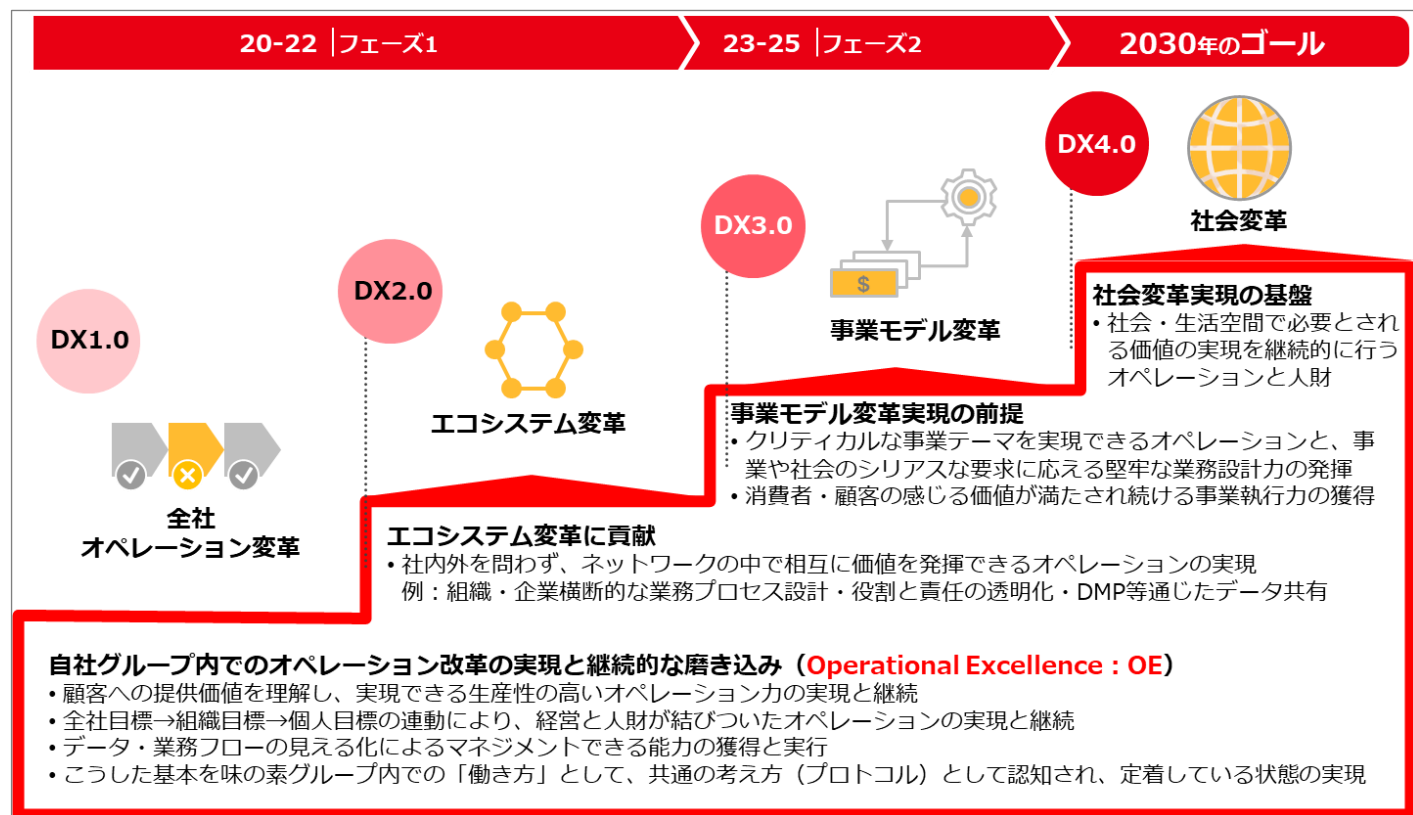 20-22 |フェーズ1
23-25 |フェーズ2
2030年のゴール
DX4.0
社会変革
DX3.0
$
事業モデル変革
DX2.0
エコシステム変革
DX1.0
全社
オペレーション変革
社会変革実現の基盤
・社会・生活空間で必要とされ
る価値の実現を継続的に行う
オペレーションと人財
事業モデル変革実現の前提
・クリティカルな事業テーマを実現できるオペレーションと、事
業や社会のシリアスな要求に応える堅牢な業務設計力の発揮
・消費者・顧客の感じる価値が満たされ続ける事業執行力の獲得
エコシステム変革に貢献
・社内外を問わず、ネットワークの中で相互に価値を発揮できるオペレーションの実現
例：組織・企業横断的な業務プロセス設計・役割と責任の透明化・DMP等通じたデータ共有
自社グループ内でのオペレーション改革の実現と継続的な磨き込み（Operational Excellence：OE）
・顧客への提供価値を理解し、実現できる生産性の高いオペレーション力の実現と継続
・全社目標→組織目標→個人目標の連動により、経営と人財が結びついたオペレーションの実現と継続
・データ・業務フローの見える化によるマネジメントできる能力の獲得と実行
・こうした基本を味の素グループ内での「働き方」として、共通の考え方（プロトコル）として認知され、定着している状態の実現